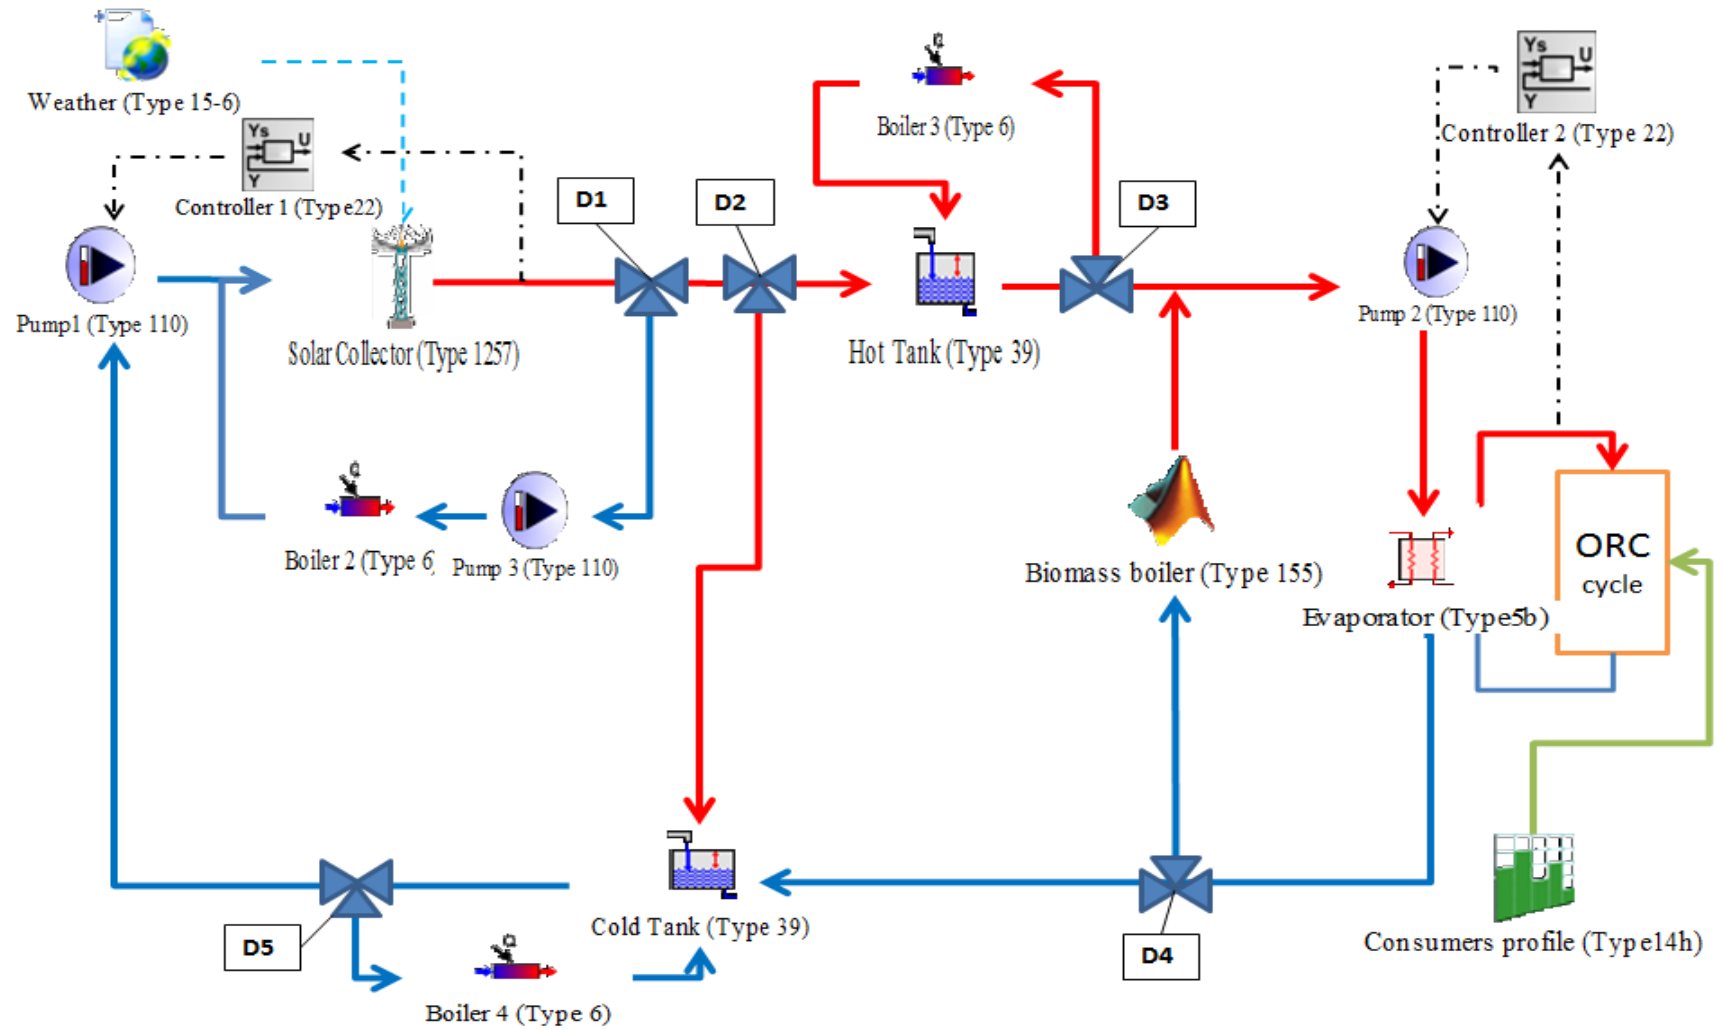 Weather (Type 15-6)
Ys
U
Y
Controller 1 (Type22)
Pump1 (Type 110)
Solar Collector (Type 1257)
D1
D2
Q
Boiler 3 (Type 6)
D3
Hot Tank (Type 39)
Ys
U
Y
Controller 2 (Type 22)
Pump 2 (Type 110)
Q
Boiler 2 (Type 6
Pump 3 (Type 110)
Biomass boiler (Type 155)
Evaporator (Type5b)
ORC
cycle
Cold Tank (Type 39)
D5
Q
Boiler 4 (Type 6)
D4
Consumers profile (Type14h)